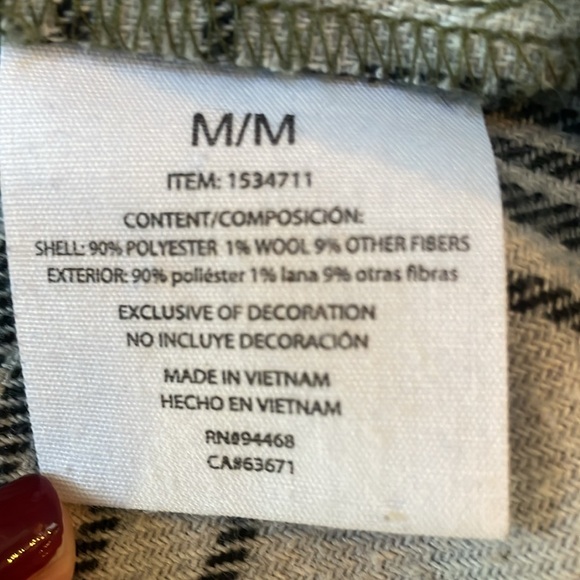 M/M
ITEM: 1534711
CONTENT/COMPOSICIÓN:
SHELL: 90% POLYESTER 1% WOOL 9% OTHER FIBERS
EXTERIOR: 90% poliéster 1% lana 9% otras fibras
EXCLUSIVE OF DECORATION
NO INCLUYE DECORACIÓN
MADE IN VIETNAM
HECHO EN VIETNAM
RN#94468
CA#63671